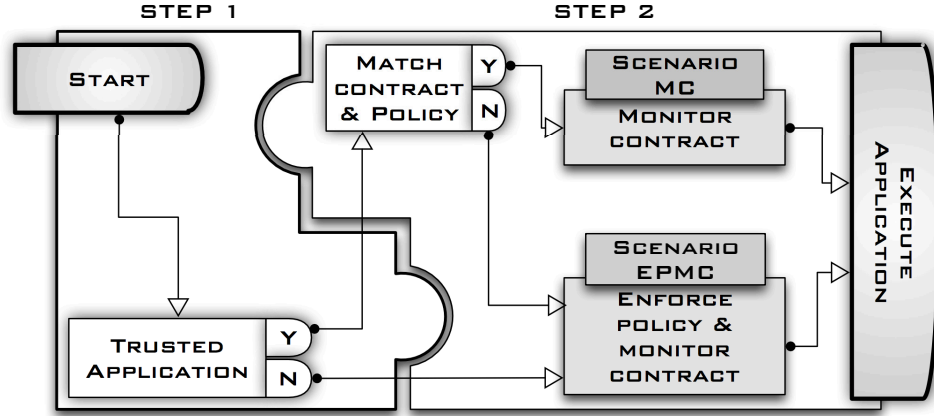 STEP 1
STEP 2
START
MATCH
CONTRACT
& POLICY
Y
N
SCENARIO
MC
MONITOR
CONTRACT
EXECUTE
APPLICATION
SCENARIO
EPMC
ENFORCE
POLICY &
MONITOR
CONTRACT
TRUSTED
APPLICATION
Y
N